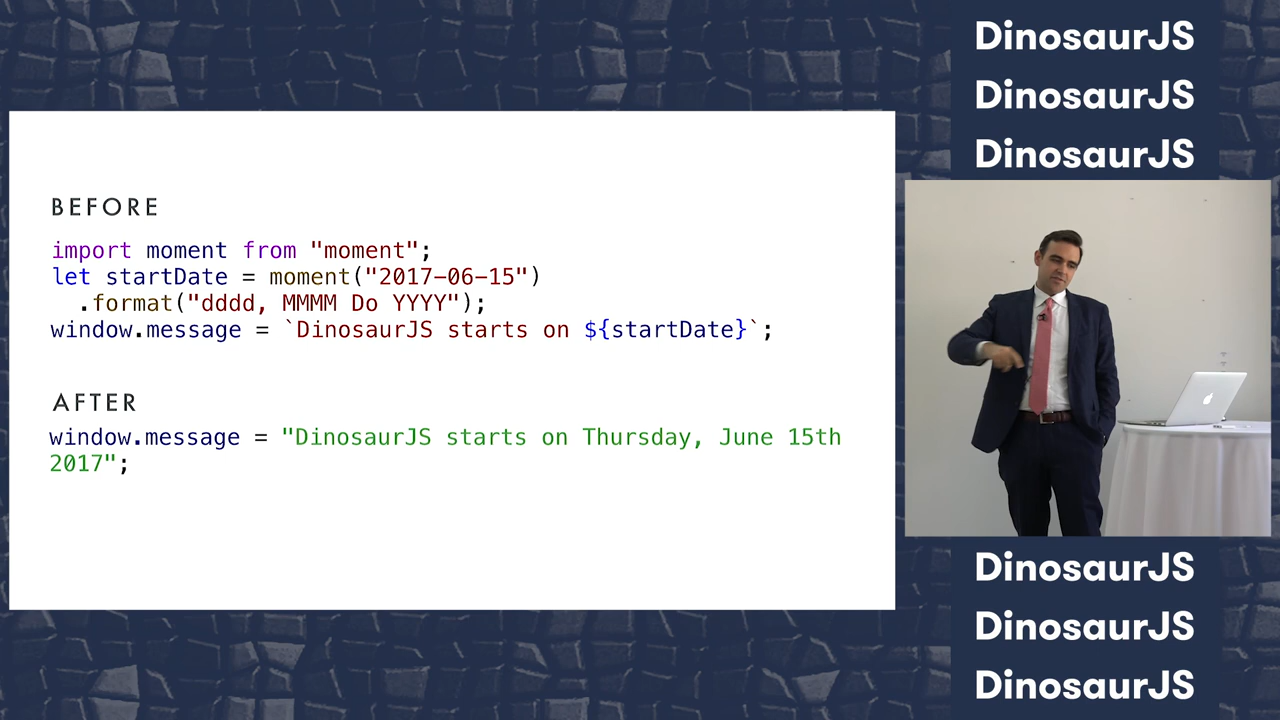 DinosaurJS
DinosaurJS
DinosaurJS
BEFORE
import moment from "moment";
let startDate = moment("2017-06-15")
.format("dddd, MMMM Do YYYY");
window.message = `DinosaurJS starts on ${startDate}`;
AFTER
window.message = "DinosaurJS starts on Thursday, June 15th
2017";
DinosaurJS
DinosaurJS
DinosaurJS